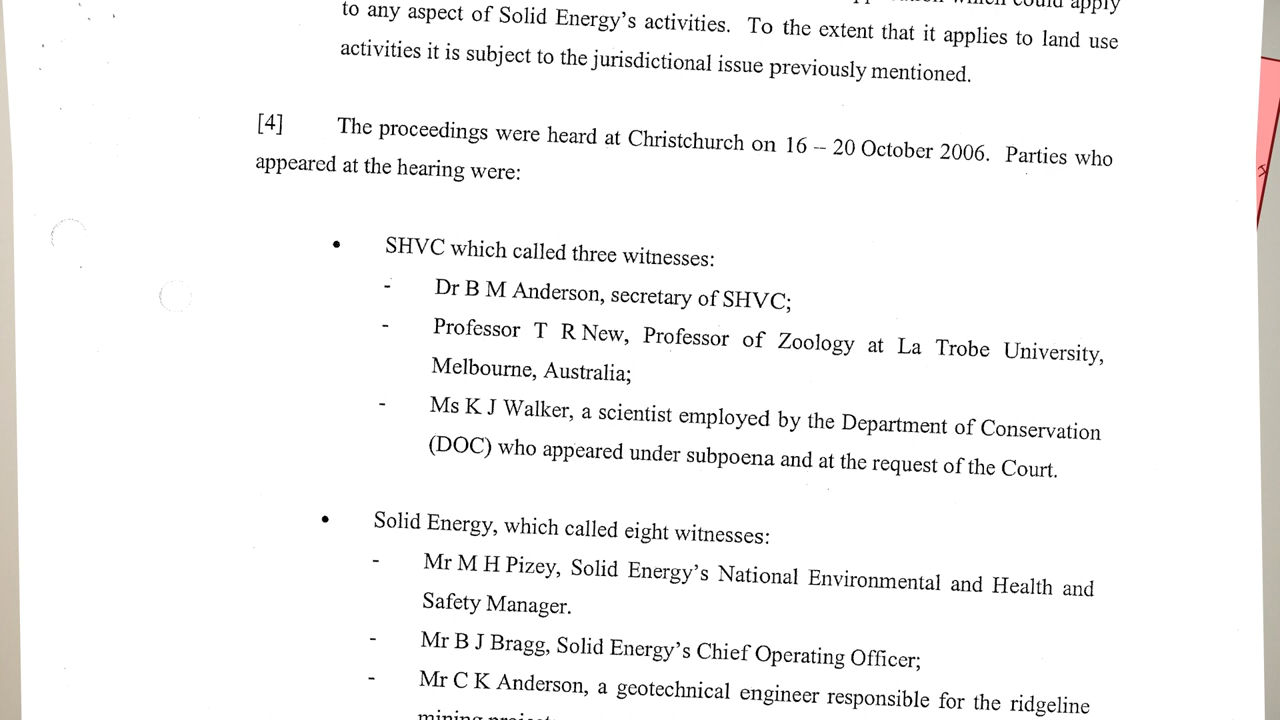 which could apply
to any aspect of Solid Energy's activities. To the extent that it applies to land use
activities it is subject to the jurisdictional issue previously mentioned.
[4] The proceedings were heard at Christchurch on 16 – 20 October 2006. Parties who
appeared at the hearing were:
• SHVC which called three witnesses:
- Dr B M Anderson, secretary of SHVC;
- Professor T R New, Professor of Zoology at La Trobe University,
Melbourne, Australia;
- Ms K J Walker, a scientist employed by the Department of Conservation
(DOC) who appeared under subpoena and at the request of the Court.
• Solid Energy, which called eight witnesses:
- Mr M H Pizey, Solid Energy's National Environmental and Health and
Safety Manager.
- Mr B J Bragg, Solid Energy's Chief Operating Officer;
- Mr C K Anderson, a geotechnical engineer responsible for the ridgeline
mining project